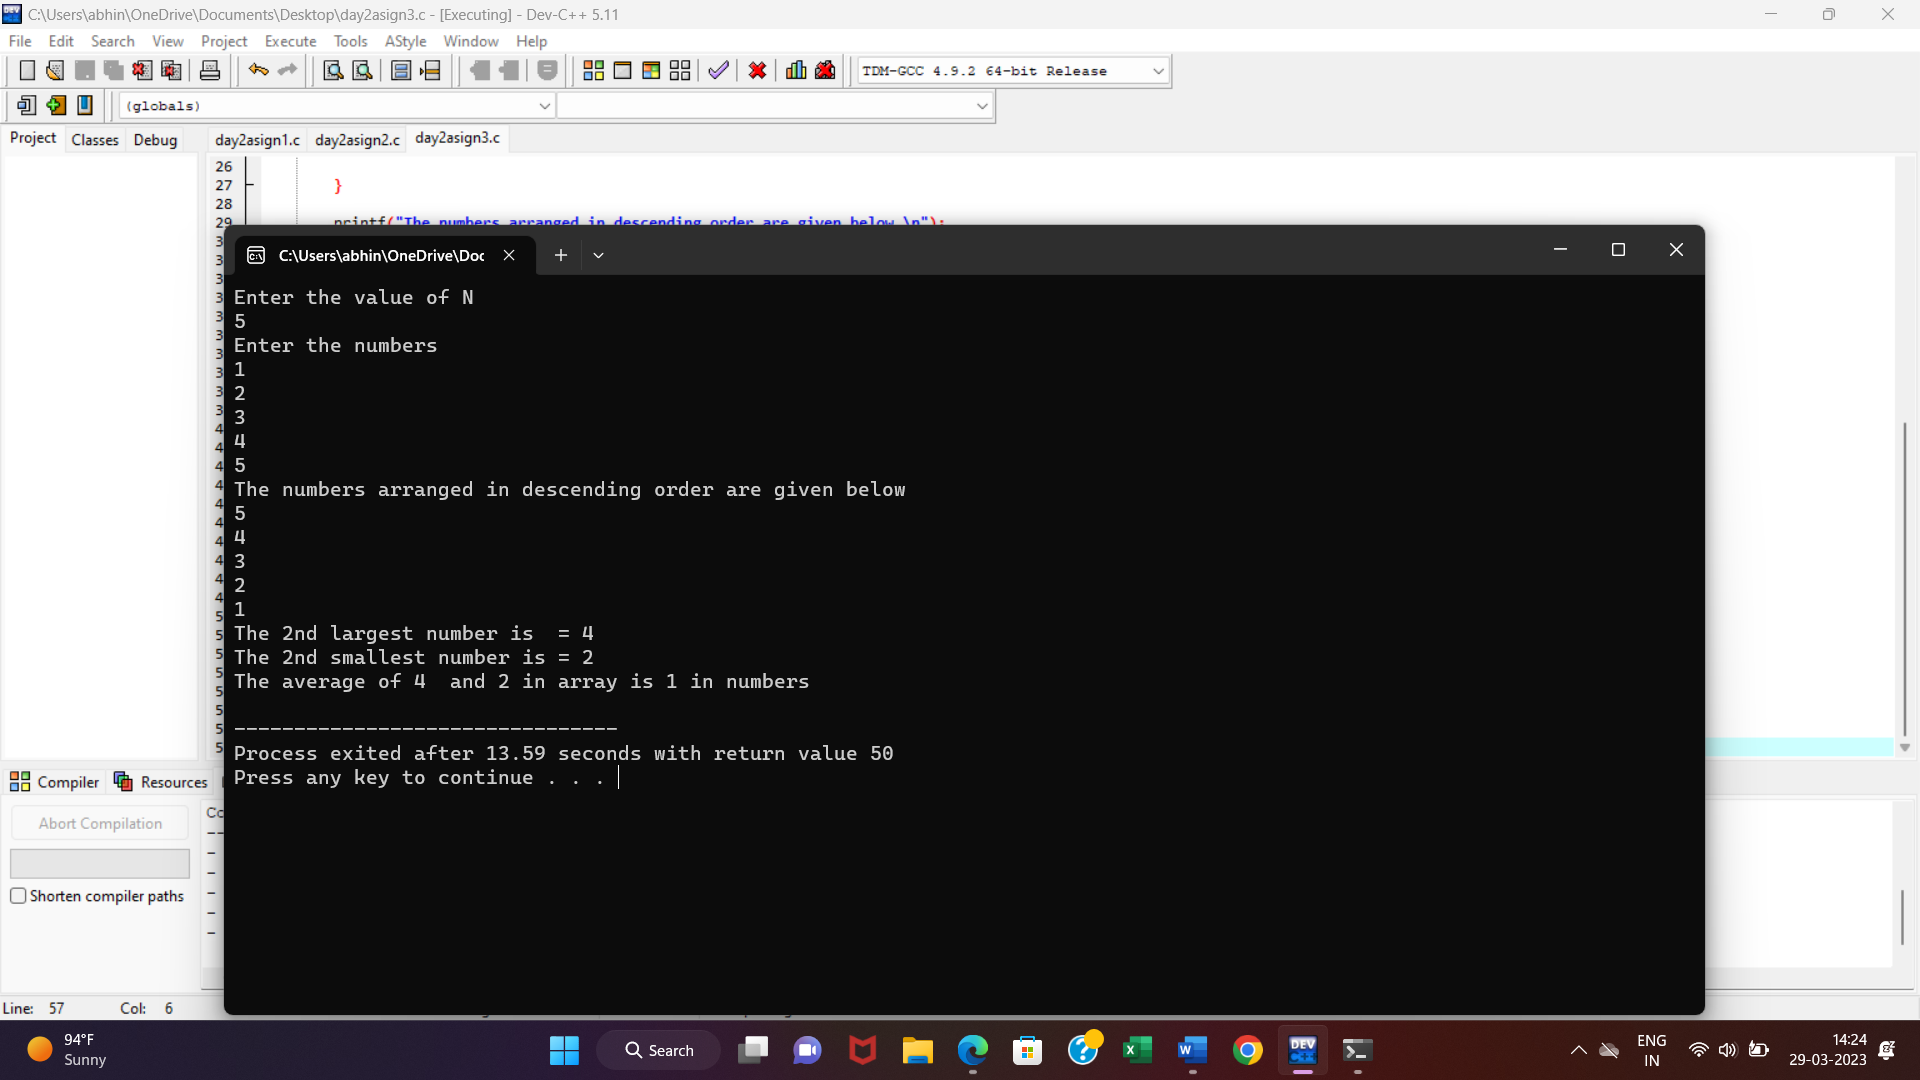 C:\Users\abhin\OneDrive\Documents\Desktop\day2asign3.c - [Executing] - Dev-C++ 5.11
File Edit Search View Project Execute Tools AStyle Window Help
TDM-GCC 4.9.2 64-bit Release
(globals)
Project Classes Debug
day2asign1.c day2asign2.c day2asign3.c
26
27 }
28
29 printf("The numbers arranged in descending order are given below \n");
C:\Users\abhin\OneDrive\Doc
Enter the value of N
5
Enter the numbers
1
2
3
4
5
The numbers arranged in descending order are given below
5
4
3
2
1
The 2nd largest number is  = 4
The 2nd smallest number is = 2
The average of 4  and 2 in array is 1 in numbers
--------------------------------
Process exited after 13.59 seconds with return value 50
Press any key to continue . . .
Compiler Resources
Abort Compilation
Shorten compiler paths
Line: 57 Col: 6
94°F
Sunny
Search
ENG
IN
14:24
29-03-2023